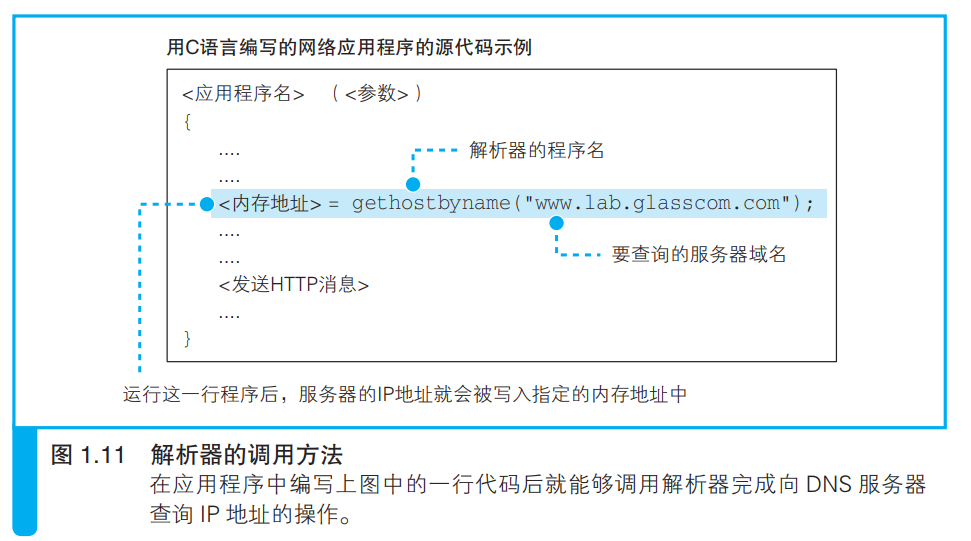 用C语言编写的网络应用程序的源代码示例
<应用程序名> （<参数>）
{
....
....
解析器的程序名
<内存地址> = gethostbyname("www.lab.glasscom.com");
....
....
要查询的服务器域名
<发送HTTP消息>
....
}
运行这一行程序后，服务器的IP地址就会被写入指定的内存地址中
图 1.11 解析器的调用方法
在应用程序中编写上图中的一行代码后就能够调用解析器完成向 DNS 服务器
查询 IP 地址的操作。